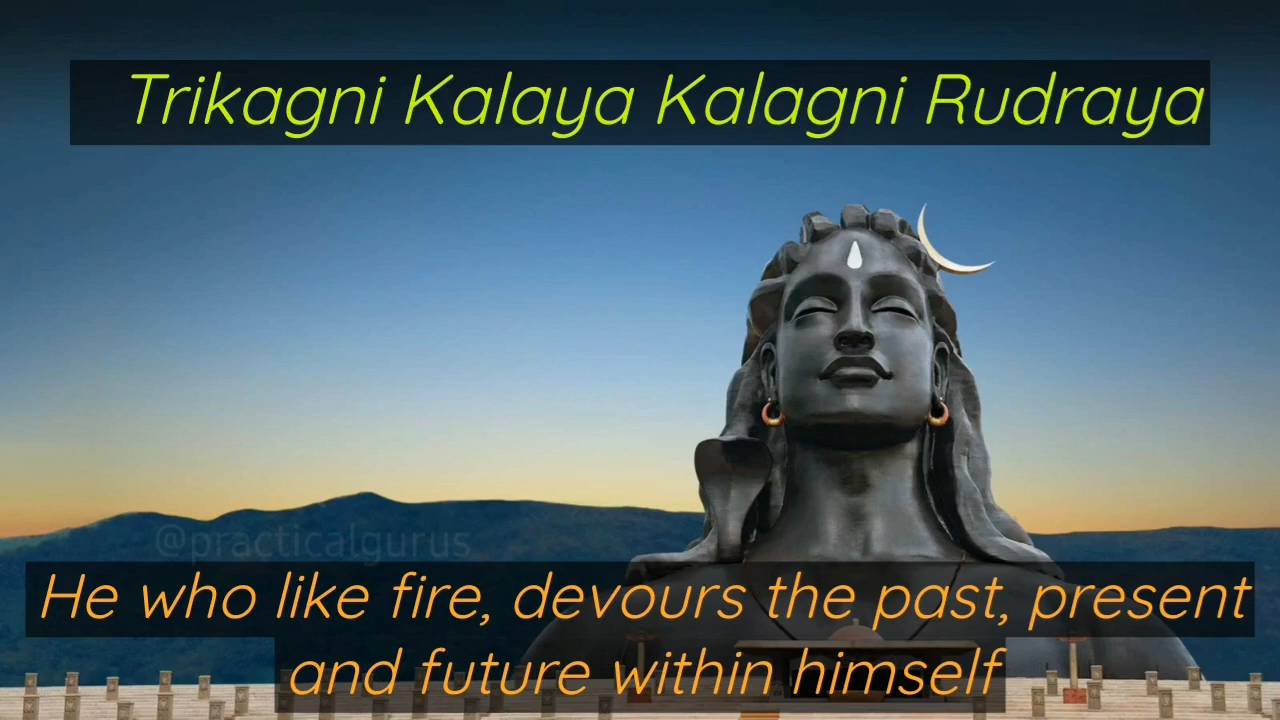 Trikagni Kalaya Kalagni Rudraya
@practicalgurus
He who like fire, devours the past, present
and future within himself